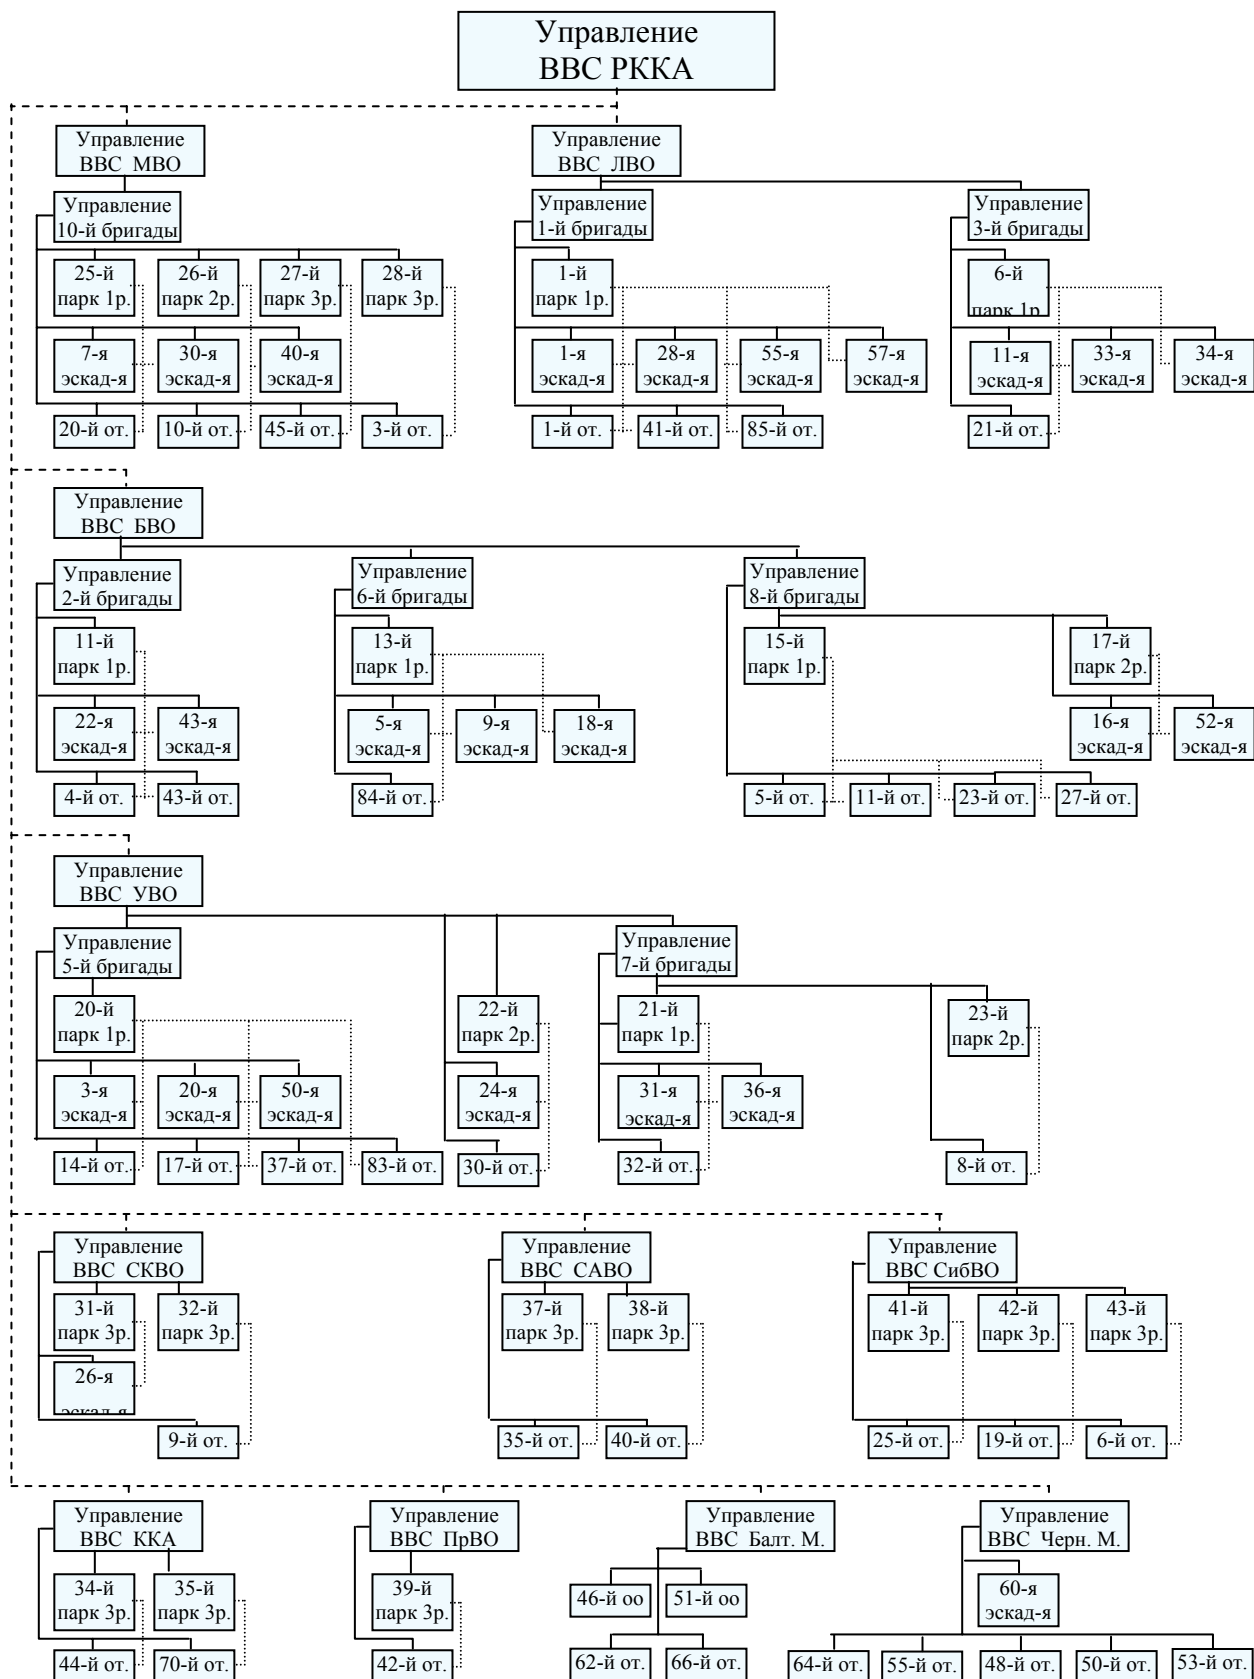 Управление
ВВС РККА
Управление
ВВС МВО
Управление
ВВС ЛВО
Управление
10-й бригады
Управление
1-й бригады
Управление
3-й бригады
25-й
парк 1р.
26-й
парк 2р.
27-й
парк 3р.
28-й
парк 3р.
1-й
парк 1р.
6-й
парк 1р.
7-я
эскад-я
30-я
эскад-я
40-я
эскад-я
1-я
эскад-я
28-я
эскад-я
55-я
эскад-я
57-я
эскад-я
11-я
эскад-я
33-я
эскад-я
34-я
эскад-я
20-й от.
10-й от.
45-й от.
3-й от.
1-й от.
41-й от.
85-й от.
21-й от.
Управление
ВВС БВО
Управление
2-й бригады
Управление
6-й бригады
Управление
8-й бригады
11-й
парк 1р.
13-й
парк 1р.
15-й
парк 1р.
17-й
парк 2р.
22-я
эскад-я
43-я
эскад-я
5-я
эскад-я
9-я
эскад-я
18-я
эскад-я
16-я
эскад-я
52-я
эскад-я
4-й от.
43-й от.
84-й от.
5-й от.
11-й от.
23-й от.
27-й от.
Управление
ВВС УВО
Управление
5-й бригады
Управление
7-й бригады
20-й
парк 1р.
22-й
парк 2р.
21-й
парк 1р.
23-й
парк 2р.
3-я
эскад-я
20-я
эскад-я
50-я
эскад-я
24-я
эскад-я
31-я
эскад-я
36-я
эскад-я
14-й от.
17-й от.
37-й от.
83-й от.
30-й от.
32-й от.
8-й от.
Управление
ВВС СКВО
Управление
ВВС САВО
Управление
ВВС СибВО
31-й
парк 3р.
32-й
парк 3р.
37-й
парк 3р.
38-й
парк 3р.
41-й
парк 3р.
42-й
парк 3р.
43-й
парк 3р.
26-я
эскад-я
9-й от.
35-й от.
40-й от.
25-й от.
19-й от.
6-й от.
Управление
ВВС ККА
Управление
ВВС ПрВО
Управление
ВВС Балт. М.
Управление
ВВС Черн. М.
34-й
парк 3р.
35-й
парк 3р.
39-й
парк 3р.
46-й оо
51-й оо
60-я
эскад-я
44-й от.
70-й от.
42-й от.
62-й от.
66-й от.
64-й от.
55-й от.
48-й от.
50-й от.
53-й от.